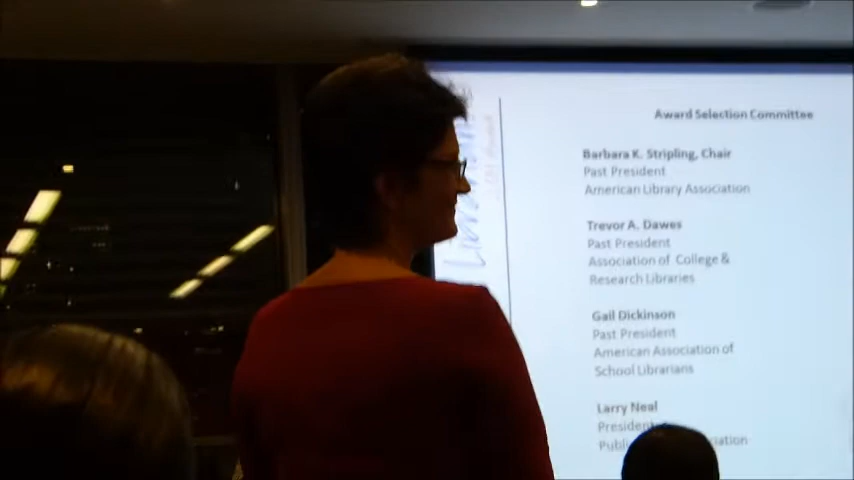 Award Selection Committee
Barbara K. Stripling, Chair
Past President
American Library Association
Trevor A. Dawes
Past President
Association of College &
Research Libraries
Gail Dickinson
Past President
American Association of
School Librarians
Larry Neal
President